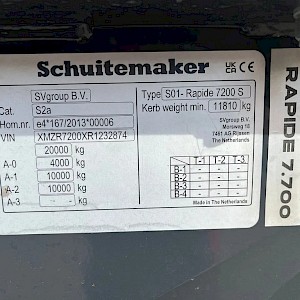 Schuitemaker
UK
CA CE
SVgroup B.V.
Cat. S2a
Hom.nr. e4*167/2013*00006
VIN XMZR7200XR1232874
20000 kg
A-0 4000 kg
A-1 10000 kg
A-2 10000 kg
A-3 - kg
Type S01- Rapide 7200 S
Kerb weight min. 11810 kg
SVgroup B.V.
Morsweg 18
7461 AG Rijssen
The Netherlands
T-1 T-2 T-3
B-1 - - -
B-2 - - -
B-3 - - -
B-4 - - -
Made in The Netherlands
RAPIDE 7.700